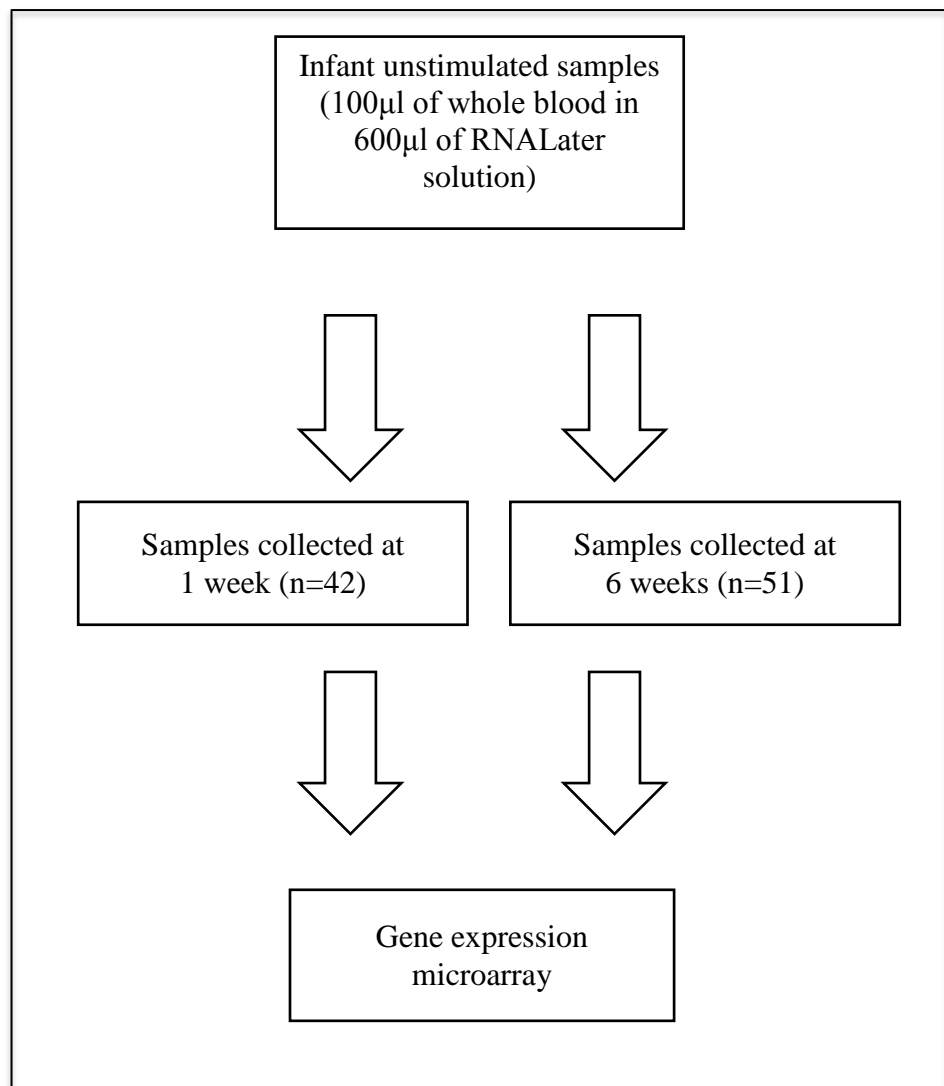 Infant unstimulated samples
(100μl of whole blood in
600μl of RNALater
solution)
Samples collected at
1 week (n=42)
Samples collected at
6 weeks (n=51)
Gene expression
microarray